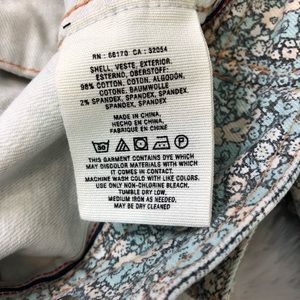 RN : 66170 CA : 32054
SHELL, VESTE, EXTERIOR,
ESTERNO, OBERSTOFF:
98% COTTON, COTON, ALGODÓN,
COTONE, BAUMWOLLE
2% SPANDEX, SPANDEX, SPANDEX,
SPANDEX, SPANDEX
MADE IN CHINA,
HECHO EN CHINA,
FABRIQUÉ EN CHINE
30
THIS GARMENT CONTAINS DYE WHICH
MAY DISCOLOR MATERIALS WITH WHICH
IT COMES IN CONTACT.
MACHINE WASH COLD WITH LIKE COLORS.
USE ONLY NON-CHLORINE BLEACH.
TUMBLE DRY LOW.
MEDIUM IRON AS NEEDED.
MAY BE DRY CLEANED